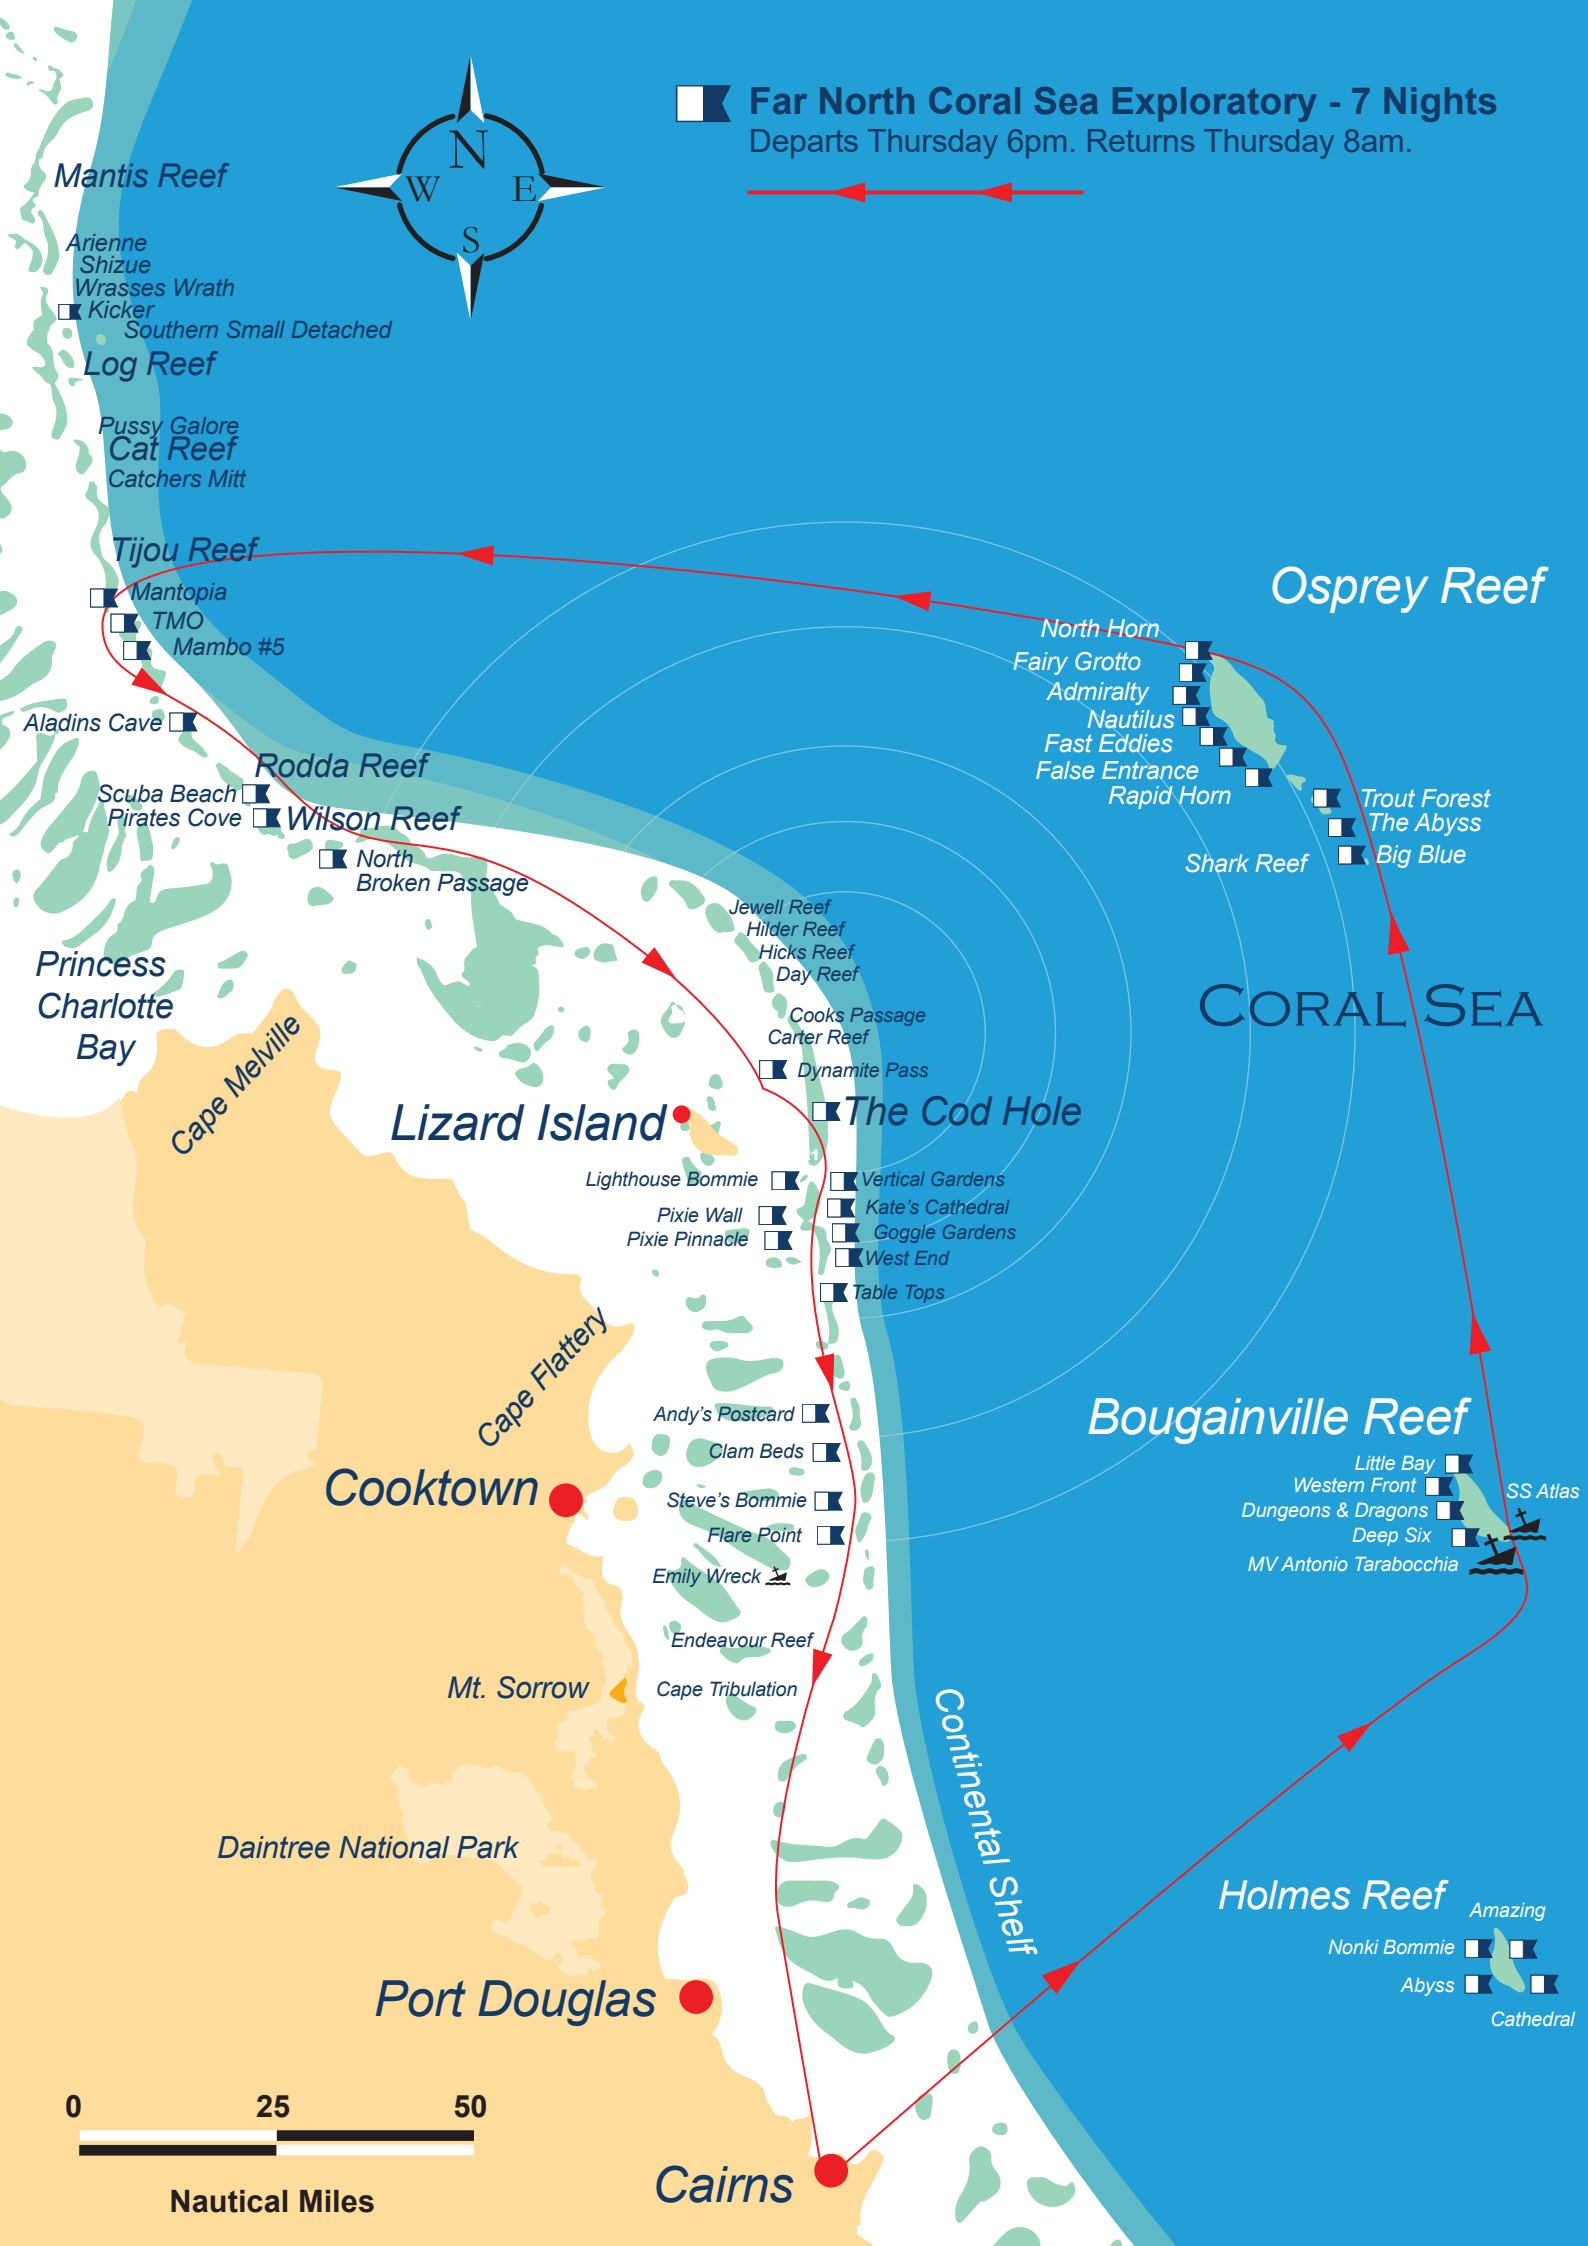 Far North Coral Sea Exploratory - 7 Nights
Departs Thursday 6pm. Returns Thursday 8am.
N
W E
S
Mantis Reef
Arienne
Shizue
Wrasses Wrath
Kicker
Southern Small Detached
Log Reef
Pussy Galore
Cat Reef
Catchers Mitt
Tijou Reef
Mantopia
TMO
Mambo #5
Aladins Cave
Rodda Reef
Scuba Beach
Pirates Cove
Wilson Reef
North
Broken Passage
Osprey Reef
North Horn
Fairy Grotto
Admiralty
Nautilus
Fast Eddies
False Entrance
Rapid Horn
Trout Forest
The Abyss
Big Blue
Shark Reef
Coral Sea
Princess
Charlotte
Bay
Cape Melville
Jewell Reef
Hilder Reef
Hicks Reef
Day Reef
Cooks Passage
Carter Reef
Dynamite Pass
Lizard Island
The Cod Hole
1
Lighthouse Bommie
Pixie Wall
Pixie Pinnacle
Vertical Gardens
Kate's Cathedral
Goggle Gardens
West End
Table Tops
Cape Flattery
Cooktown
Andy's Postcard
Clam Beds
Steve's Bommie
Flare Point
Emily Wreck
Endeavour Reef
Cape Tribulation
Mt. Sorrow
Bougainville Reef
Little Bay
Western Front
Dungeons & Dragons
Deep Six
SS Atlas
MV Antonio Tarabocchia
Continental Shelf
Daintree National Park
Holmes Reef
Amazing
Nonki Bommie
Abyss
Cathedral
Port Douglas
Cairns
0 25 50
Nautical Miles